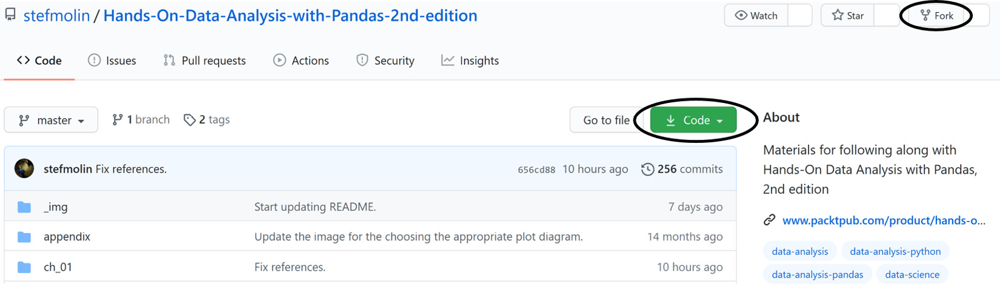 stefmolin / Hands-On-Data-Analysis-with-Pandas-2nd-edition
Watch
Star
Fork
Code
Issues
Pull requests
Actions
Security
Insights
master
1 branch
2 tags
Go to file
Code
stefmolin Fix references.
656cd88 10 hours ago
256 commits
_img
Start updating README.
7 days ago
appendix
Update the image for the choosing the appropriate plot diagram.
14 months ago
ch_01
Fix references.
10 hours ago
About
Materials for following along with
Hands-On Data Analysis with Pandas,
2nd edition
www.packtpub.com/product/hands-o...
data-analysis
data-analysis-python
data-analysis-pandas
data-science